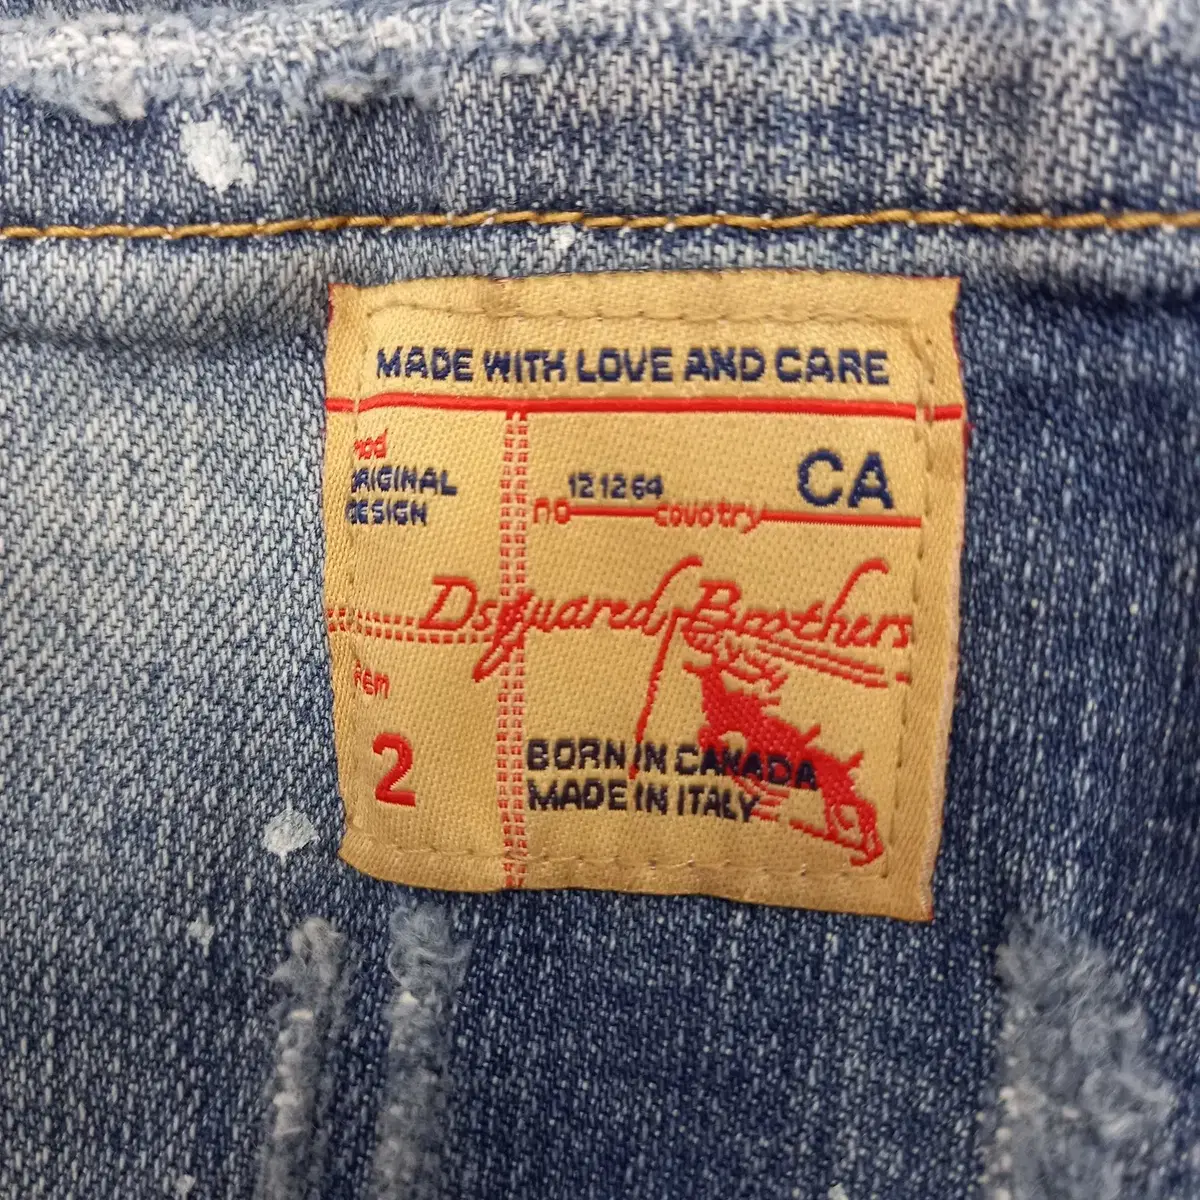 MADE WITH LOVE AND CARE
mod
ORIGINAL
DESIGN
CA
121264
no country
Dsquared Brothers
BORN IN CANADA
MADE IN ITALY
2